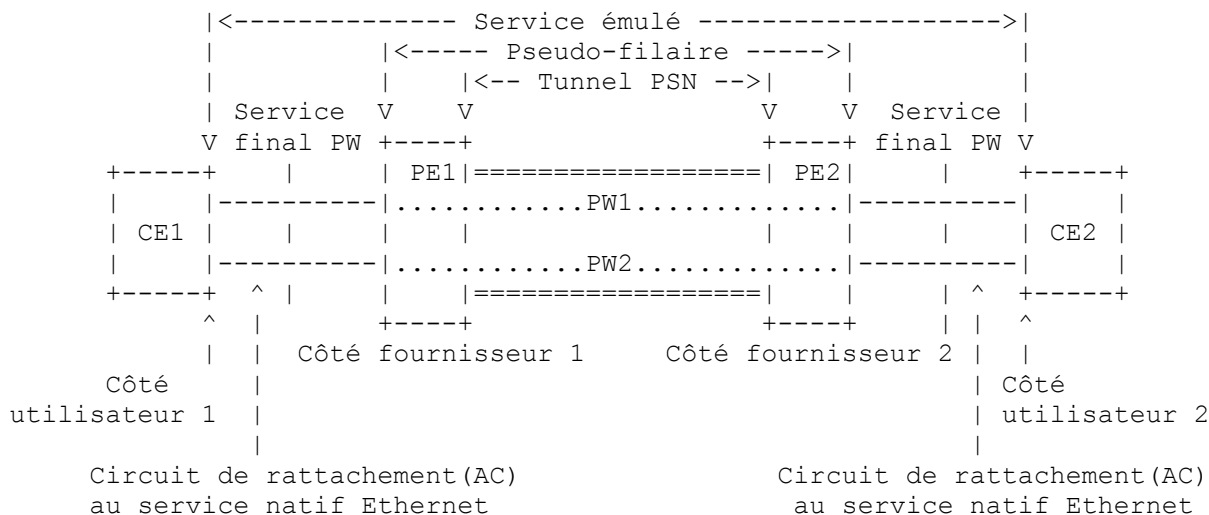 |<-------------- Service émulé ------------------->|
|          |<----- Pseudo-filaire ----->|          |
|          |    |<-- Tunnel PSN -->|    |          |
| Service  V    V                  V    V  Service |
V final PW +----+                  +----+ final PW V
+-----+    |     | PE1|==================| PE2|     |    +-----+
|     |----------|............PW1.............|----------|     |
| CE1 |    |     |    |                  |    |     |    | CE2 |
|     |----------|............PW2.............|----------|     |
+-----+  ^ |     |    |==================|    |     | ^  +-----+
^  |       +----+                  +----+     | |  ^
|  |  Côté fournisseur 1     Côté fournisseur 2 |  |
Côté     |                                             | Côté
utilisateur 1  |                                             | utilisateur 2
|                                             |
Circuit de rattachement(AC)                Circuit de rattachement(AC)
au service natif Ethernet                   au service natif Ethernet